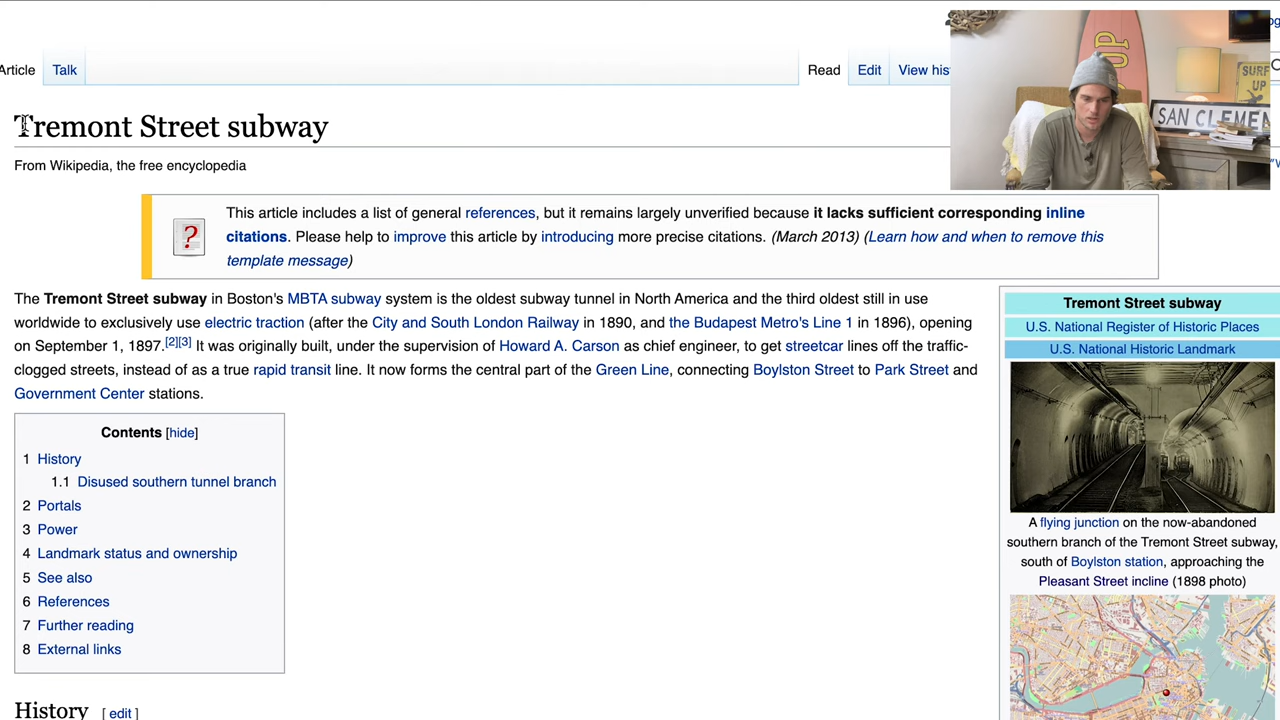 Article Talk Read Edit View his
Tremont Street subway
From Wikipedia, the free encyclopedia
This article includes a list of general references, but it remains largely unverified because it lacks sufficient corresponding inline
citations. Please help to improve this article by introducing more precise citations. (March 2013) (Learn how and when to remove this
template message)
The Tremont Street subway in Boston's MBTA subway system is the oldest subway tunnel in North America and the third oldest still in use
worldwide to exclusively use electric traction (after the City and South London Railway in 1890, and the Budapest Metro's Line 1 in 1896), opening
on September 1, 1897.[2][3] It was originally built, under the supervision of Howard A. Carson as chief engineer, to get streetcar lines off the traffic-
clogged streets, instead of as a true rapid transit line. It now forms the central part of the Green Line, connecting Boylston Street to Park Street and
Government Center stations.
Contents [hide]
1 History
1.1 Disused southern tunnel branch
2 Portals
3 Power
4 Landmark status and ownership
5 See also
6 References
7 Further reading
8 External links
History [ edit ]
Tremont Street subway
U.S. National Register of Historic Places
U.S. National Historic Landmark
A flying junction on the now-abandoned
southern branch of the Tremont Street subway,
south of Boylston station, approaching the
Pleasant Street incline (1898 photo)
UP
SURF
UP
SAN CLEMEN